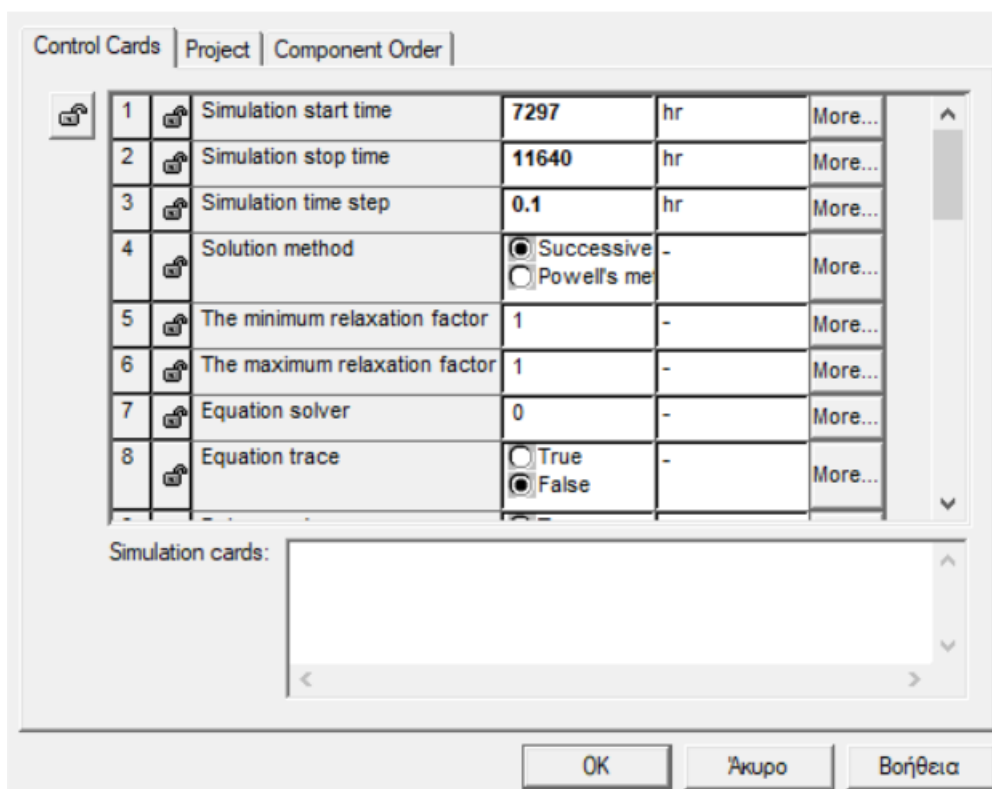 Control Cards Project Component Order
1 Simulation start time 7297 hr More...
2 Simulation stop time 11640 hr More...
3 Simulation time step 0.1 hr More...
4 Solution method Successive - More...
Powell's me
5 The minimum relaxation factor 1 - More...
6 The maximum relaxation factor 1 - More...
7 Equation solver 0 - More...
8 Equation trace True - More...
False
Simulation cards:
OK Άκυρο Βοήθεια